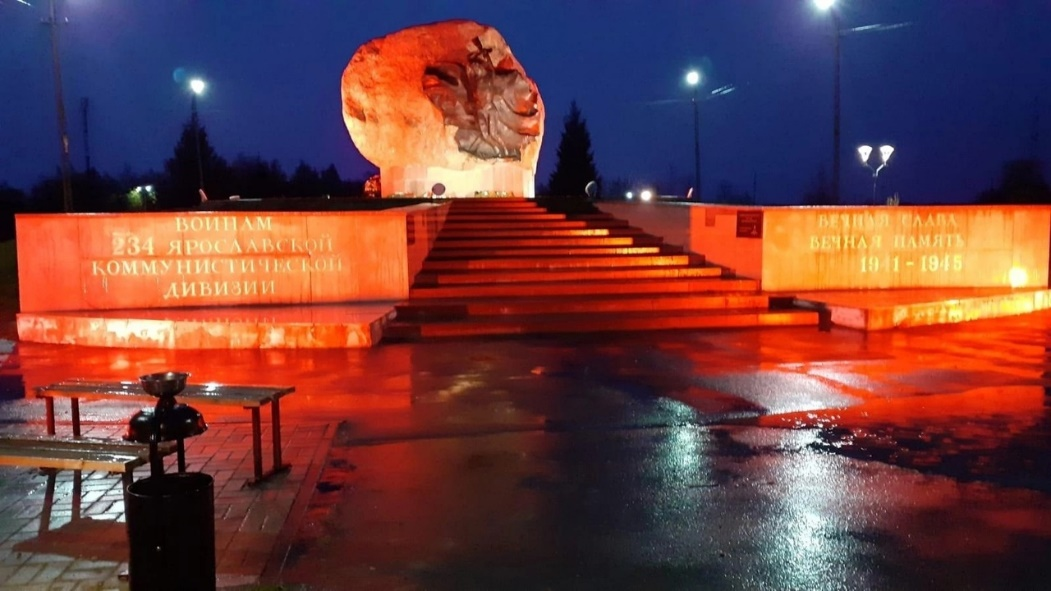 ВОИНАМ
234 ЯРОСЛАВСКОЙ
КОММУНИСТИЧЕСКОЙ
ДИВИЗИИ
ВЕЧНАЯ СЛАВА
ВЕЧНАЯ ПАМЯТЬ
1941-1945